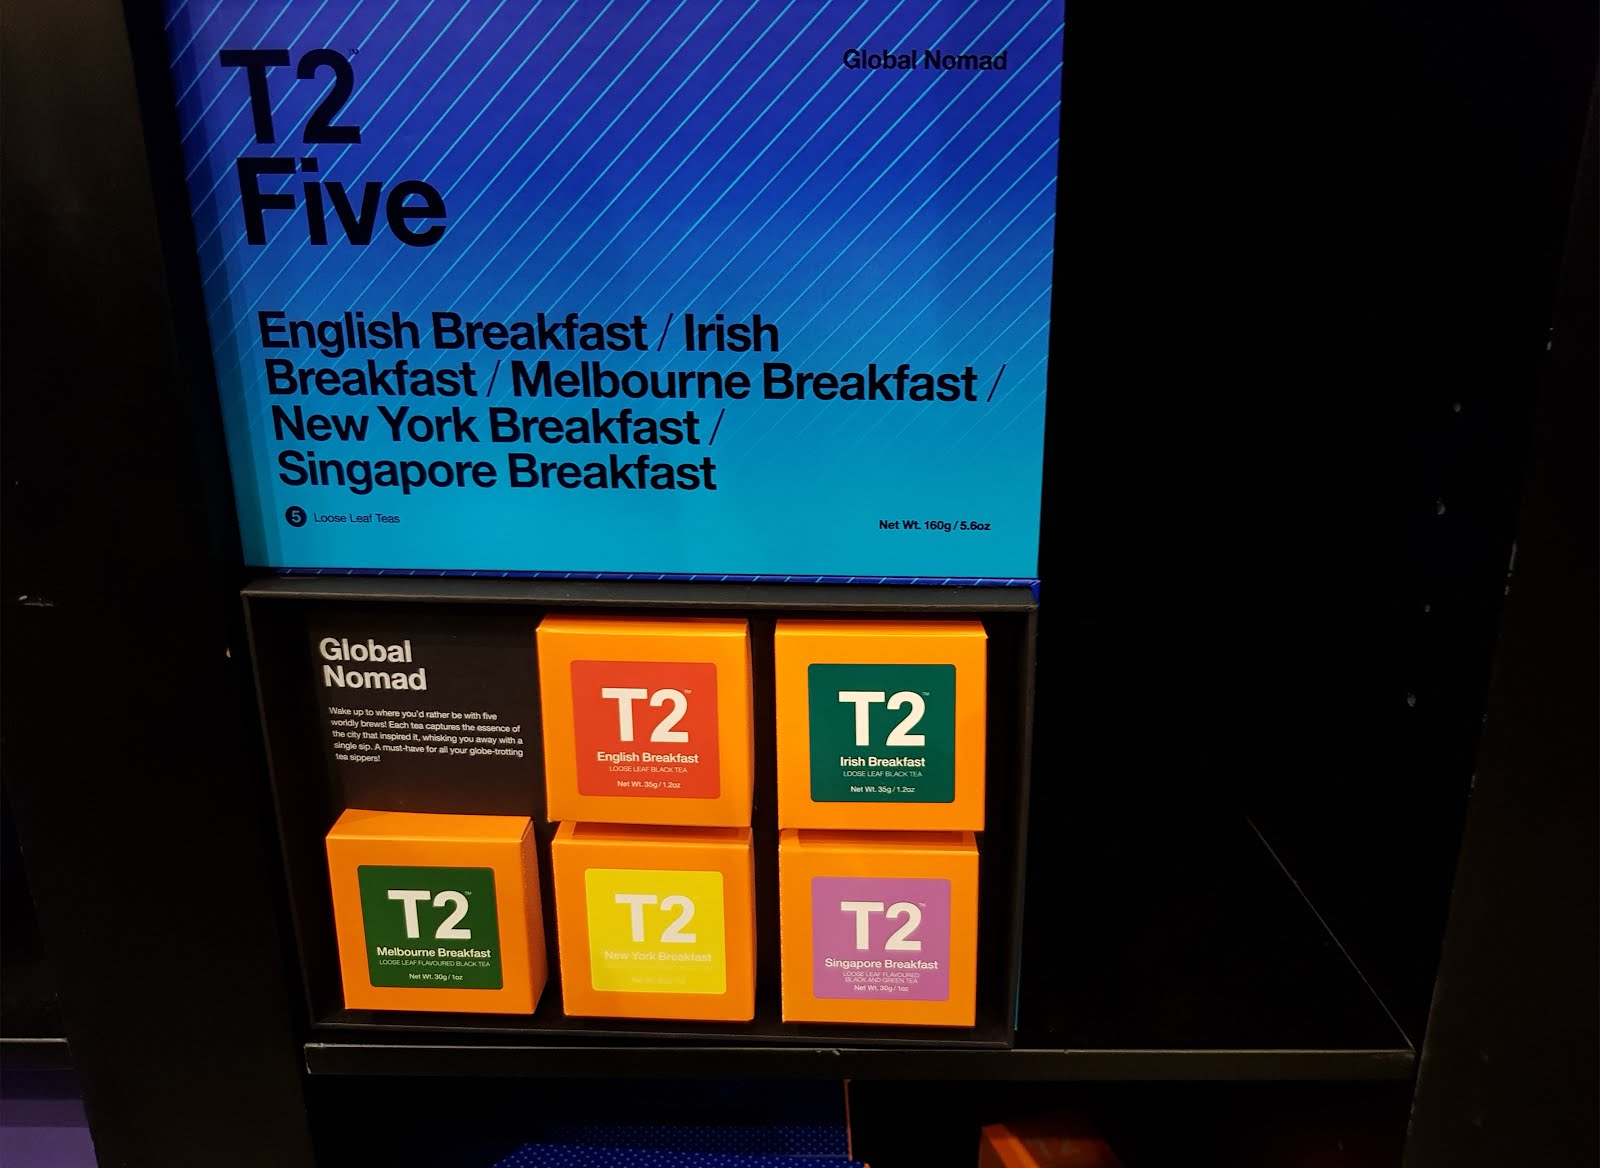 T2™
Five
Global Nomad
English Breakfast / Irish
Breakfast / Melbourne Breakfast /
New York Breakfast /
Singapore Breakfast
5 Loose Leaf Teas
Net Wt. 160g / 5.6oz
Global
Nomad
Wake up to where you'd rather be with five
worldly brews! Each tea captures the essence of
the city that inspired it, whisking you away with a
single sip. A must-have for all your globe-trotting
tea sippers!
T2™
English Breakfast
LOOSE LEAF BLACK TEA
Net Wt. 35g / 1.2oz
T2™
Irish Breakfast
LOOSE LEAF BLACK TEA
Net Wt. 35g / 1.2oz
T2™
Melbourne Breakfast
LOOSE LEAF FLAVOURED BLACK TEA
Net Wt. 30g / 1oz
T2
New York Breakfast
T2™
Singapore Breakfast
LOOSE LEAF FLAVOURED
BLACK AND GREEN TEA
Net Wt. 30g / 1oz
T2